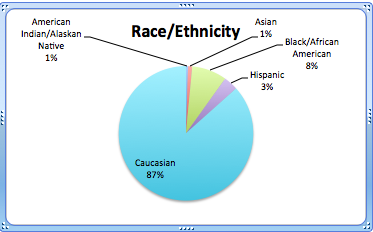 Race/Ethnicity
American
Indian/Alaskan
Native
1%
Asian
1%
Black/African
American
8%
Hispanic
3%
Caucasian
87%